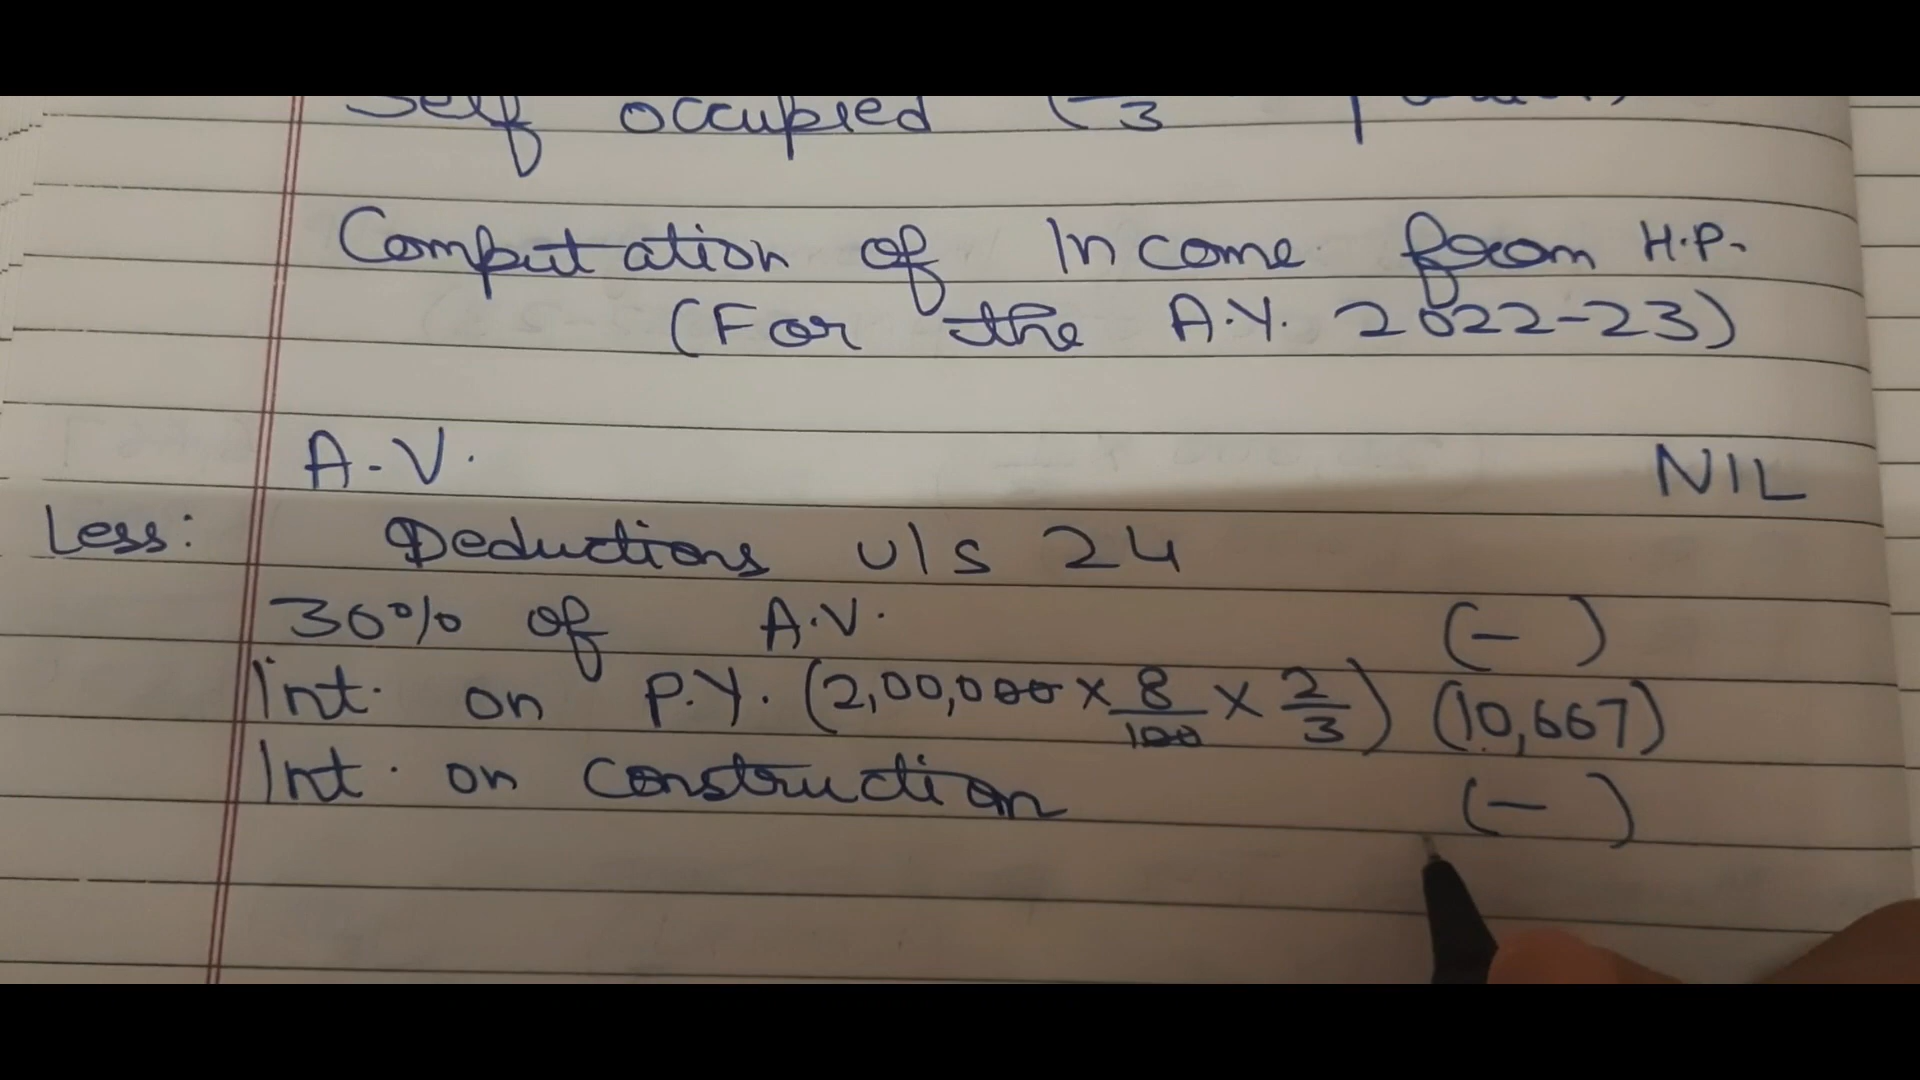 Self occupied (‾3
Computation of Income from H.P.
(For the A.Y. 2022-23)
A.V. NIL
Less: Deductions u/s 24
30% of A.V. (-)
Int. on P.Y. (2,00,000 × 8/100 × 2/3) (10,667)
Int. on construction (-)